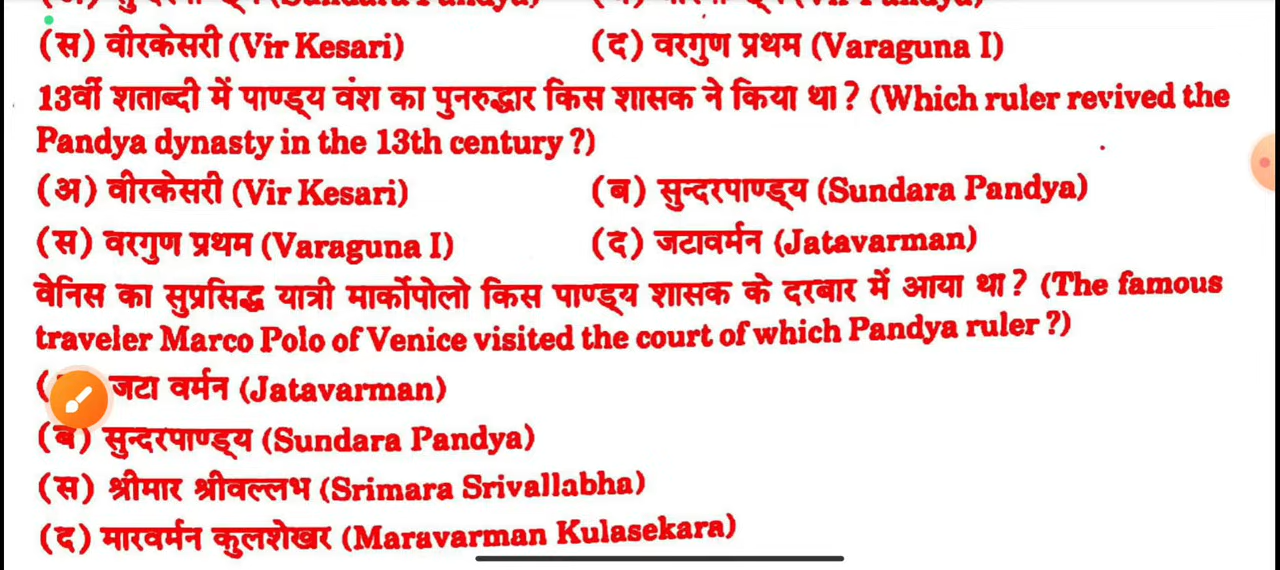 (स) वीरकेसरी (Vir Kesari) (द) वरगुण प्रथम (Varaguna I)
13वीं शताब्दी में पाण्ड्य वंश का पुनरुद्धार किस शासक ने किया था ? (Which ruler revived the
Pandya dynasty in the 13th century ?)
(अ) वीरकेसरी (Vir Kesari) (ब) सुन्दरपाण्ड्य (Sundara Pandya)
(स) वरगुण प्रथम (Varaguna I) (द) जटावर्मन (Jatavarman)
वेनिस का सुप्रसिद्ध यात्री मार्कोपोलो किस पाण्ड्य शासक के दरबार में आया था ? (The famous
traveler Marco Polo of Venice visited the court of which Pandya ruler ?)
जटा वर्मन (Jatavarman)
(ब) सुन्दरपाण्ड्य (Sundara Pandya)
(स) श्रीमार श्रीवल्लभ (Srimara Srivallabha)
(द) मारवर्मन कुलशेखर (Maravarman Kulasekara)